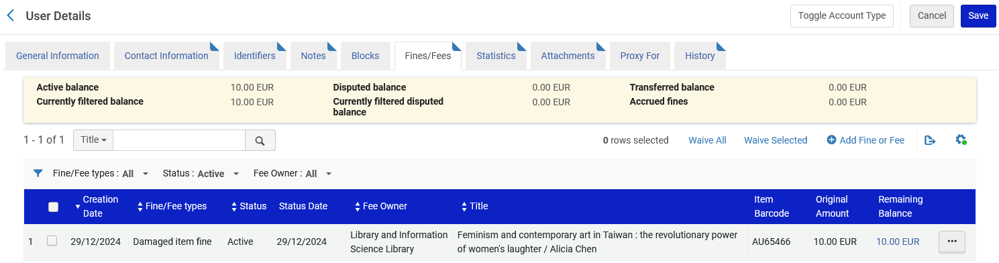 User Details
Toggle Account Type
Cancel
Save
General Information
Contact Information
Identifiers
Notes
Blocks
Fines/Fees
Statistics
Attachments
Proxy For
History
Active balance 10.00 EUR
Disputed balance 0.00 EUR
Transferred balance 0.00 EUR
Currently filtered balance 10.00 EUR
Currently filtered disputed
balance
0.00 EUR
Accrued fines 0.00 EUR
1 - 1 of 1
Title
0 rows selected
Waive All
Waive Selected
Add Fine or Fee
Fine/Fee types : All
Status : Active
Fee Owner : All
Creation
Date
Fine/Fee types
Status
Status Date
Fee Owner
Title
Item
Barcode
Original
Amount
Remaining
Balance
1
29/12/2024
Damaged item fine
Active
29/12/2024
Library and Information
Science Library
Feminism and contemporary art in Taiwan : the revolutionary power
of women's laughter / Alicia Chen
AU65466
10.00 EUR
10.00 EUR